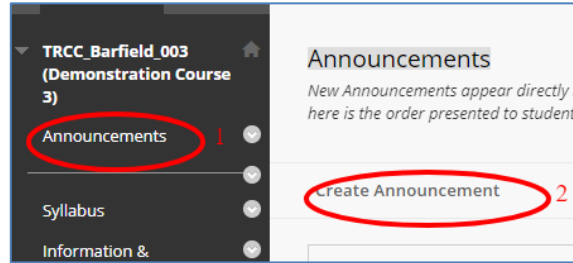 TRCC_Barfield_003
(Demonstration Course
3)
Announcements 1
Syllabus
Information &
Announcements
New Announcements appear directly
here is the order presented to student
Create Announcement 2